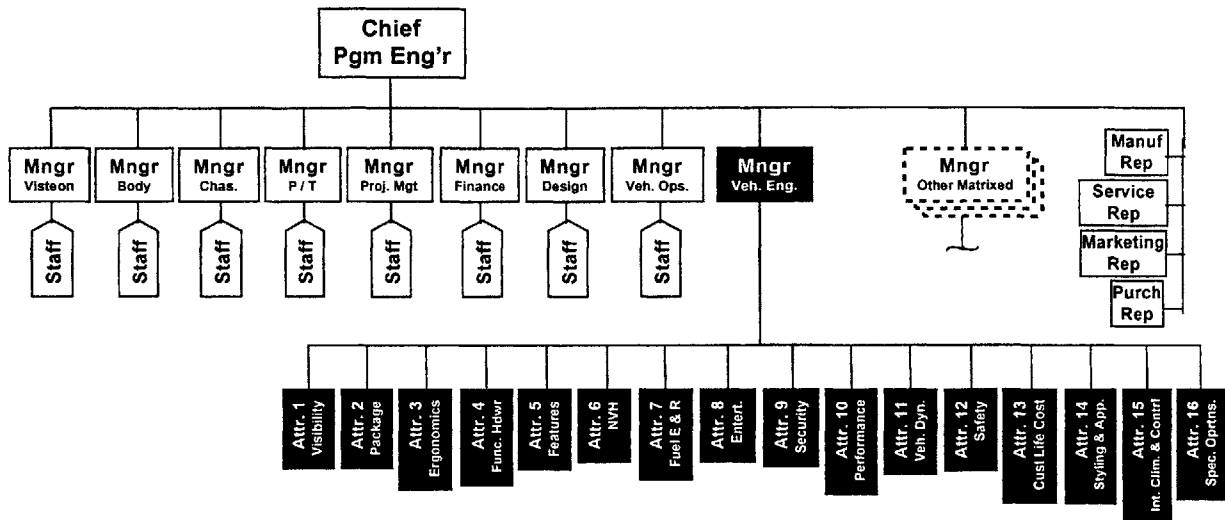 Chief
Pgm Eng'r
Mngr
Visteon
Mngr
Body
Mngr
Chas.
Mngr
P / T
Mngr
Proj. Mgt
Mngr
Finance
Mngr
Design
Mngr
Veh. Ops.
Mngr
Veh. Eng.
Mngr
Other Matrixed
Manuf
Rep
Service
Rep
Marketing
Rep
Purch
Rep
Staff
Staff
Staff
Staff
Staff
Staff
Staff
Staff
Attr. 1
Visibility
Attr. 2
Package
Attr. 3
Ergonomics
Attr. 4
Func. Hdwr
Attr. 5
Features
Attr. 6
NVH
Attr. 7
Fuel E & R
Attr. 8
Entert.
Attr. 9
Security
Attr. 10
Performance
Attr. 11
Veh. Dyn.
Attr. 12
Safety
Attr. 13
Cust Life Cost
Attr. 14
Styling & App.
Attr. 15
Int. Clim. & Contrl
Attr. 16
Spec. Oprtns.